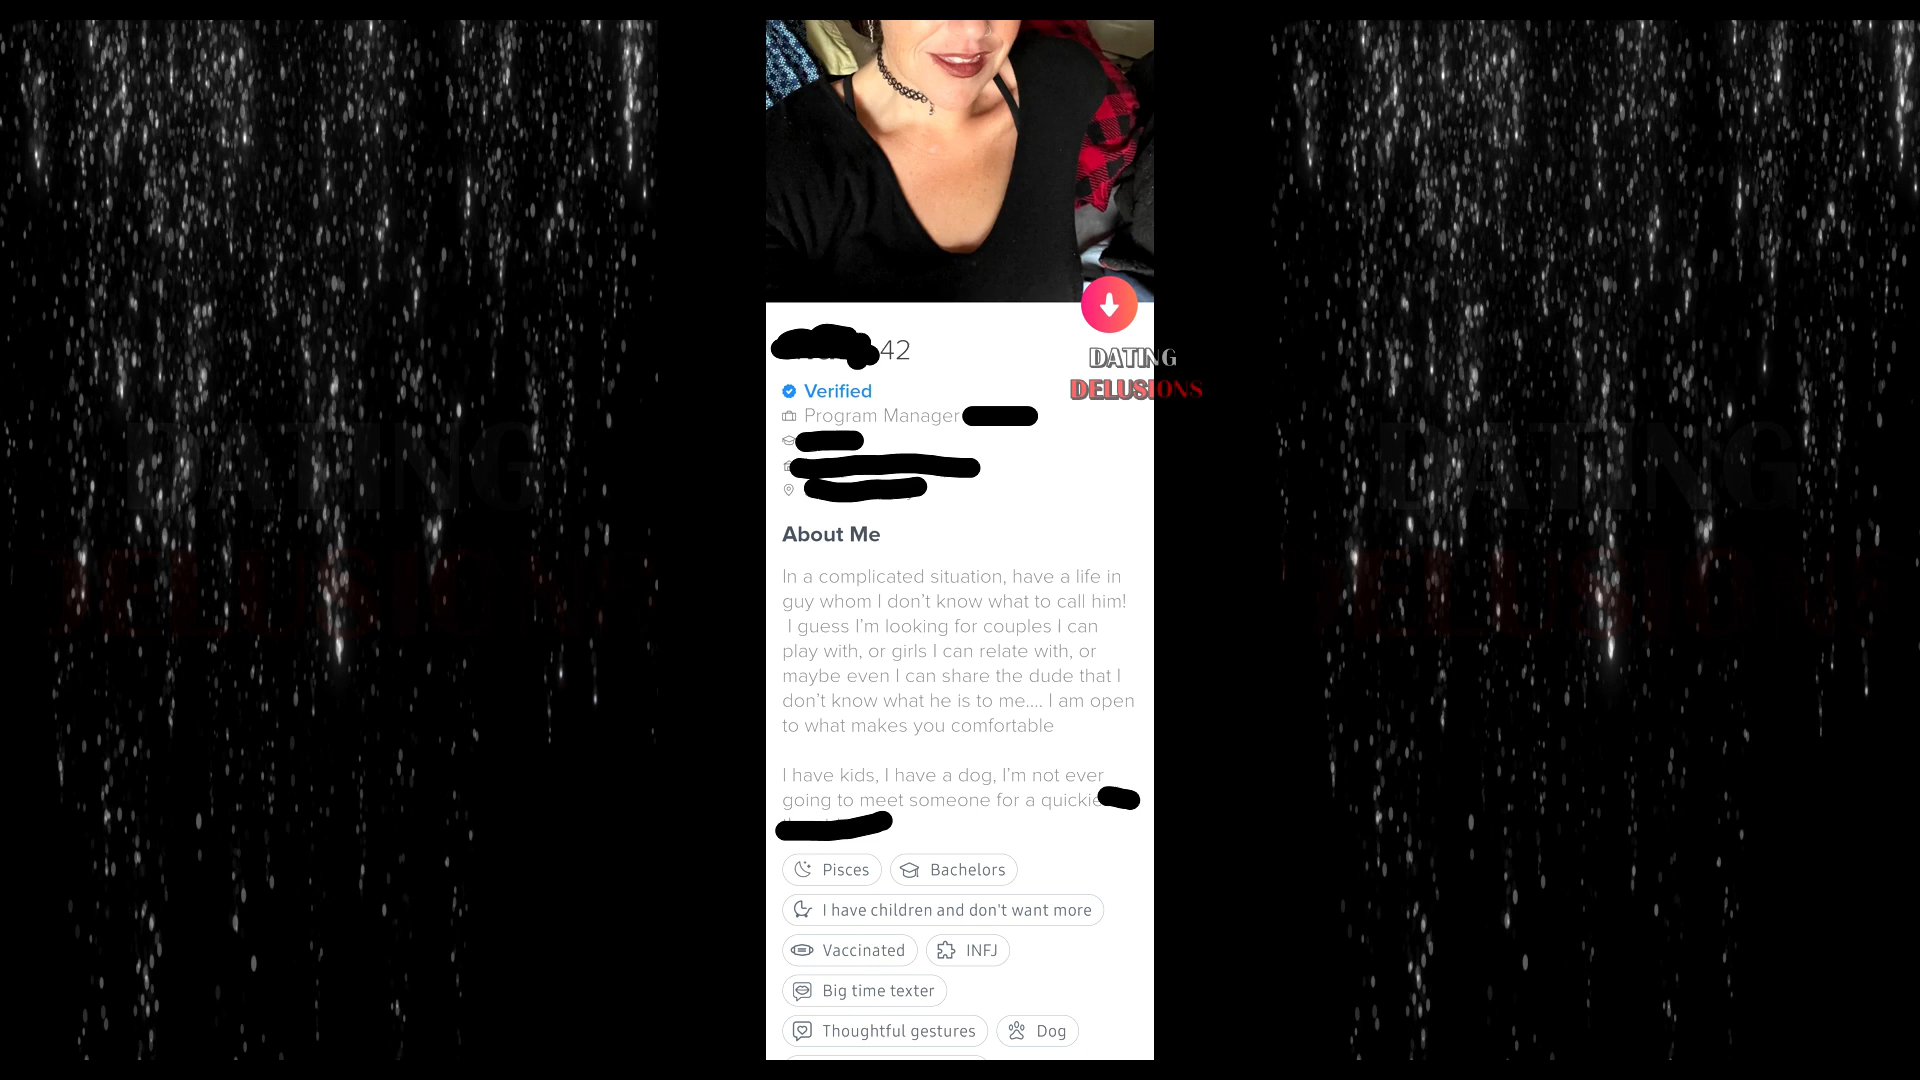 42
DATING
DELUSIONS
Verified
Program Manager
About Me
In a complicated situation, have a life in
guy whom I don't know what to call him!
I guess I'm looking for couples I can
play with, or girls I can relate with, or
maybe even I can share the dude that I
don't know what he is to me.... I am open
to what makes you comfortable
I have kids, I have a dog, I'm not ever
going to meet someone for a quickie
Pisces
Bachelors
I have children and don't want more
Vaccinated
INFJ
Big time texter
Thoughtful gestures
Dog
DATING
DELUSIONS
DATING
DELUSIONS